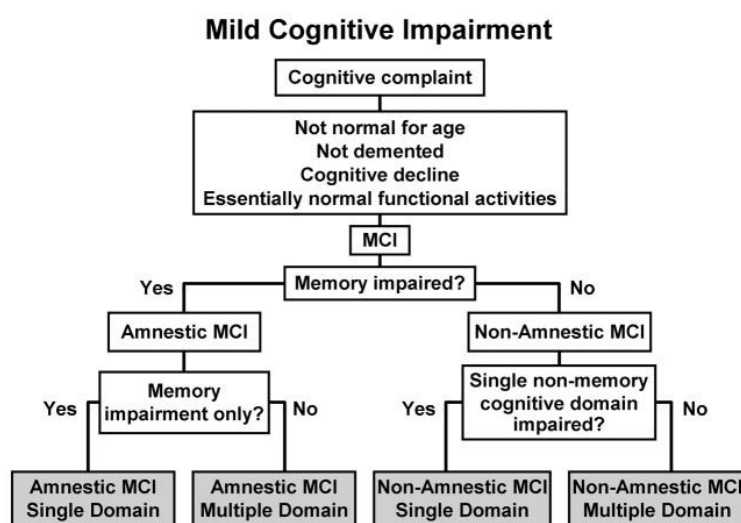 Mild Cognitive Impairment
Cognitive complaint
Not normal for age
Not demented
Cognitive decline
Essentially normal functional activities
MCI
Yes
Memory impaired?
No
Amnestic MCI
Non-Amnestic MCI
Yes
Memory
impairment only?
No
Yes
Single non-memory
cognitive domain
impaired?
No
Amnestic MCI
Single Domain
Amnestic MCI
Multiple Domain
Non-Amnestic MCI
Single Domain
Non-Amnestic MCI
Multiple Domain